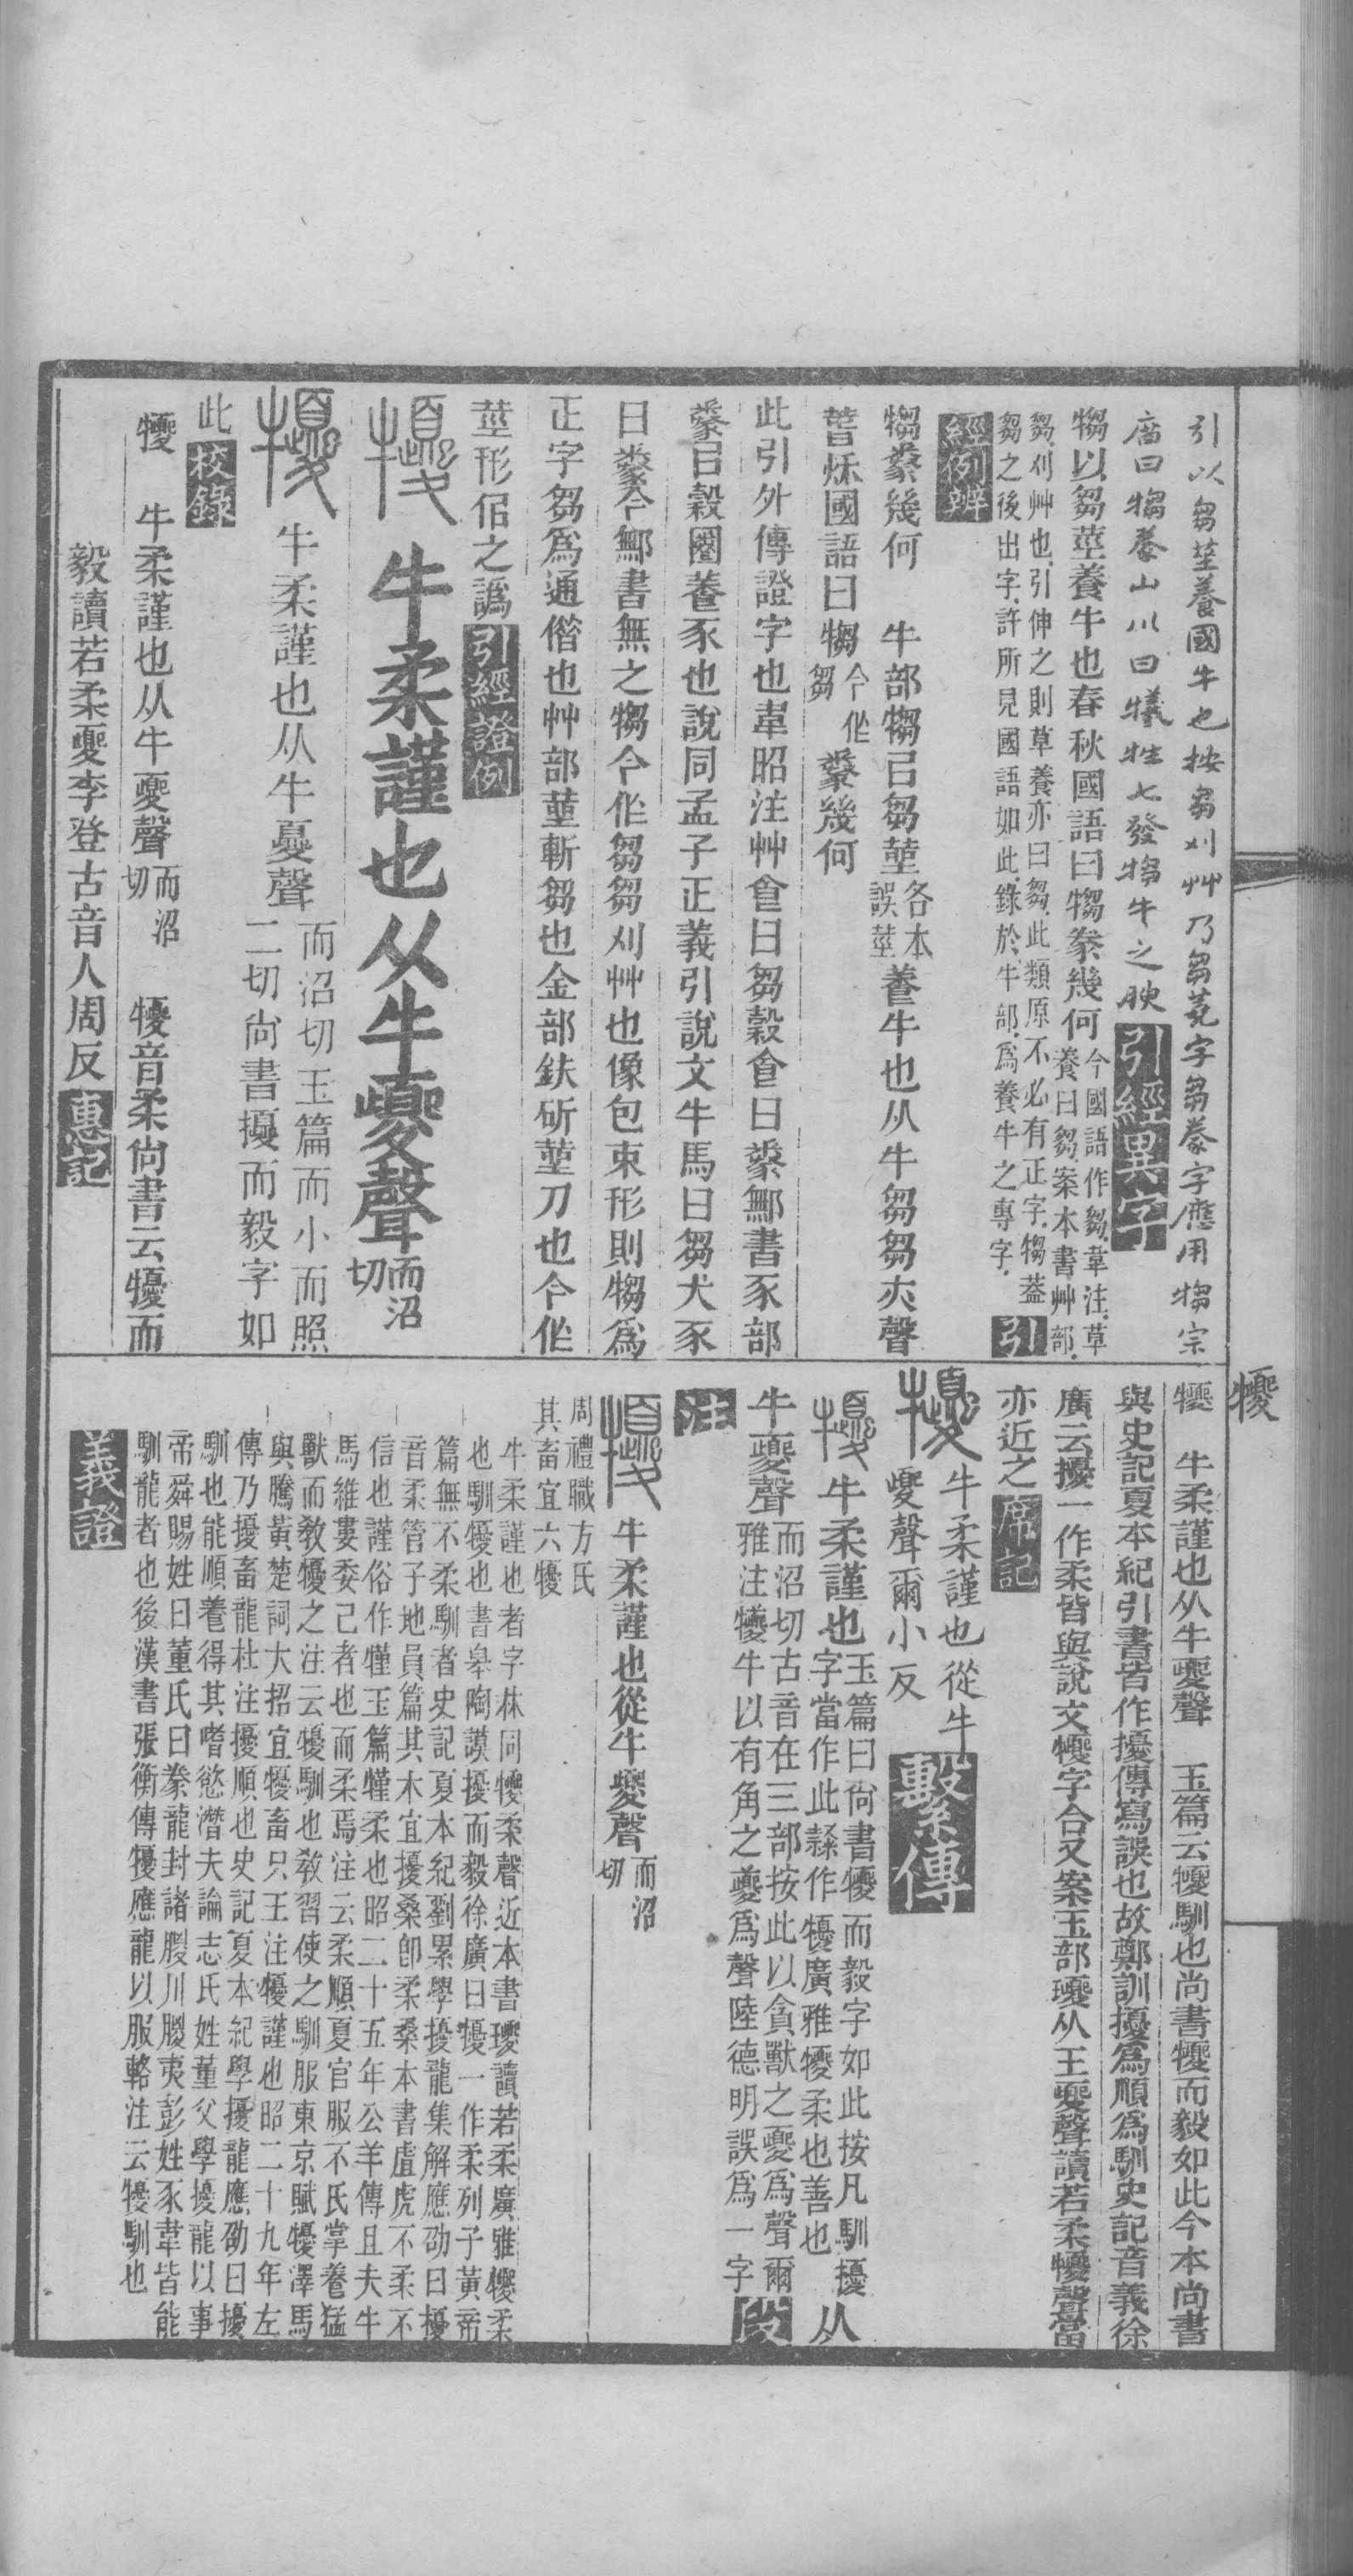 引以芻莝養國牛也按芻刈艸乃芻蕘字芻豢字應用犓宗
廣曰犓豢山川曰犧牲七發犓牛之腴引經異字
犓以芻莝養牛也春秋國語曰犓豢幾何今國語作芻韋注草
養曰芻案本書艸部
芻刈艸也引伸之則草養亦曰芻此類原不必有正字犓蓋
芻之後出字許所見國語如此錄於牛部爲養牛之專字引
經例辨
犓豢幾何　牛部犓㠯芻莝各本
誤莖養牛也从牛芻芻亦聲
萅秌國語曰犓今作
芻豢幾何
此引外傳證字也韋昭注艸食曰芻穀食曰豢鄦書豕部
豢㠯穀圈養豕也說同孟子正義引說文牛馬曰芻犬豕
曰豢今鄦書無之犓今作芻芻刈艸也像包束形則犓爲
正字芻爲通偕也艸部莝斬芻也金部鈇斫莝刀也今作
莖形佀之譌引經證例
牛柔謹也从牛夒聲而沼
切
牛柔謹也从牛憂聲而沼切玉篇而小而照
二切尙書擾而毅字如
此校錄
犪　牛柔謹也从牛夒聲而沼
切　犪音柔尙書云犪而
毅讀若柔夒李登古音人周反惠記
犪
犪　牛柔謹也从牛夒聲　玉篇云犪馴也尚書犪而毅如此今本尚書
與史記夏本紀引書皆作擾傳寫誤也故鄭訓擾爲順爲馴史記音義徐
廣云擾一作柔皆與說文犪字合又案玉部瓇从王夒聲讀若柔犪聲當
亦近之席記
牛柔謹也從牛
夒聲爾小反繫傳
牛柔謹也玉篇曰尙書犪而毅字如此按凡馴擾
字當作此隸作犪廣雅犪柔也善也从
牛夒聲而沼切古音在三部按此以貪獸之夒爲聲爾
雅注犪牛以有角之夔爲聲陸德明誤爲一字段
注
牛柔謹也從牛夒聲而沼
切
周禮職方氏
其畜宜六犪
牛柔謹也者字林同犪柔聲近本書瓇讀若柔廣雅犪柔
也馴犪也書皋陶謨擾而毅徐廣曰犪一作柔列子黃帝
篇無不柔馴者史記夏本紀劉累學擾龍集解應劭曰擾
音柔管子地員篇其木宜擾桑卽柔桑本書虘虎不柔不
信也謹俗作㹌玉篇㹌柔也昭二十五年公羊傳且夫牛
馬維婁委己者也而柔焉注云柔順夏官服不氏掌養猛
獸而敎犪之注云犪馴也敎習使之馴服東京賦犪澤馬
與騰黃楚詞大招宜犪畜只王注犪謹也昭二十九年左
傳乃擾畜龍杜注擾順也史記夏本紀學擾龍應劭曰擾
馴也能順養得其嗜慾潛夫論志氏姓董父學擾龍以事
帝舜賜姓曰董氏曰豢龍封諸朡川朡夷彭姓豕韋皆能
馴龍者也後漢書張衡傳犪應龍以服輅注云犪馴也
義證